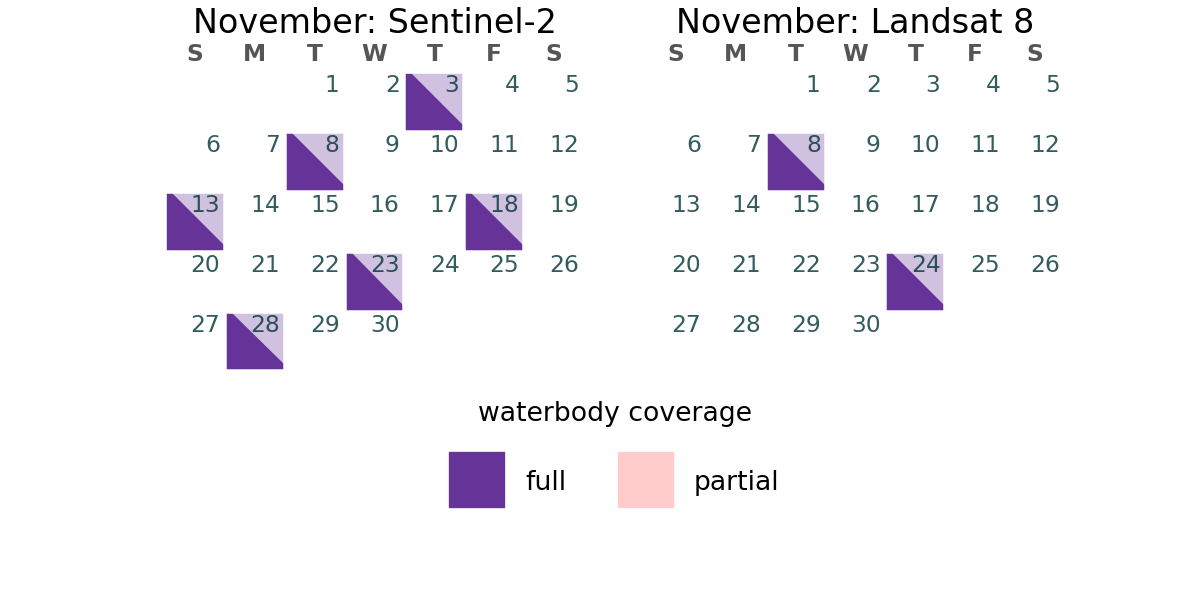 November: Sentinel-2
S M T W T F S
1 2 3 4 5
6 7 8 9 10 11 12
13 14 15 16 17 18 19
20 21 22 23 24 25 26
27 28 29 30
November: Landsat 8
S M T W T F S
1 2 3 4 5
6 7 8 9 10 11 12
13 14 15 16 17 18 19
20 21 22 23 24 25 26
27 28 29 30
waterbody coverage
full
partial